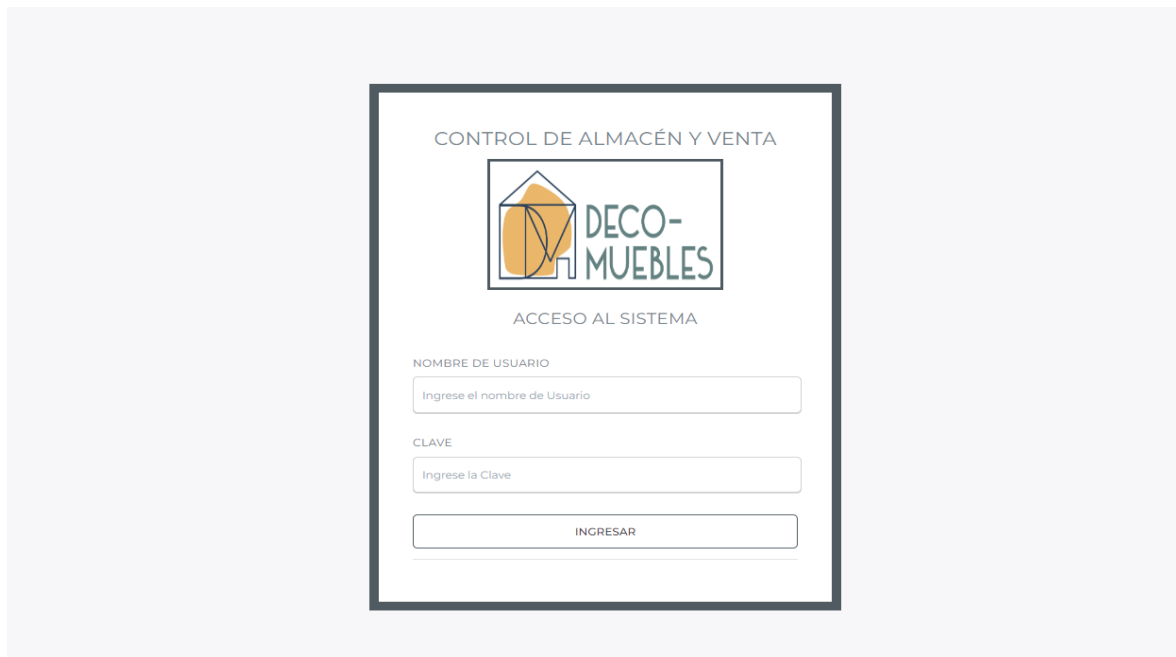 CONTROL DE ALMACÉN Y VENTA
DECO-
MUEBLES
ACCESO AL SISTEMA
NOMBRE DE USUARIO
Ingrese el nombre de Usuario
CLAVE
Ingrese la Clave
INGRESAR